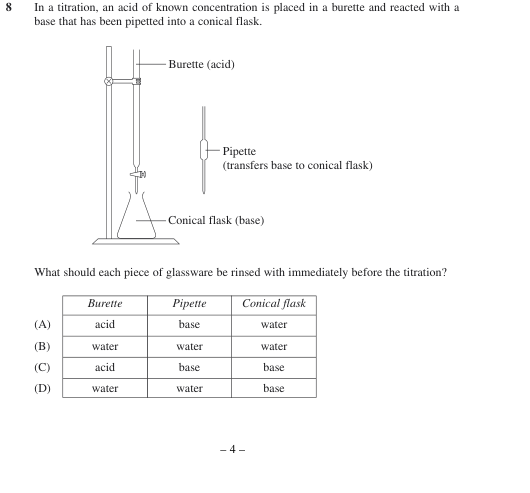 8 In a titration, an acid of known concentration is placed in a burette and reacted with a
base that has been pipetted into a conical flask.
Burette (acid)
Pipette
(transfers base to conical flask)
Conical flask (base)
What should each piece of glassware be rinsed with immediately before the titration?
Burette Pipette Conical flask
(A) acid base water
(B) water water water
(C) acid base base
(D) water water base
– 4 –